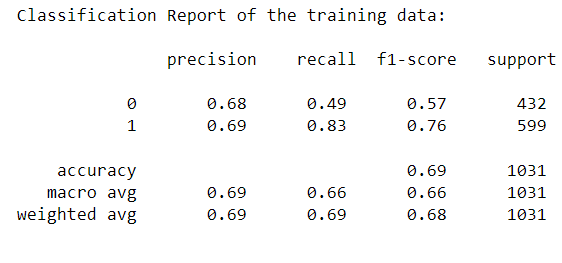 Classification Report of the training data:
precision recall f1-score support
0 0.68 0.49 0.57 432
1 0.69 0.83 0.76 599
accuracy 0.69 1031
macro avg 0.69 0.66 0.66 1031
weighted avg 0.69 0.69 0.68 1031